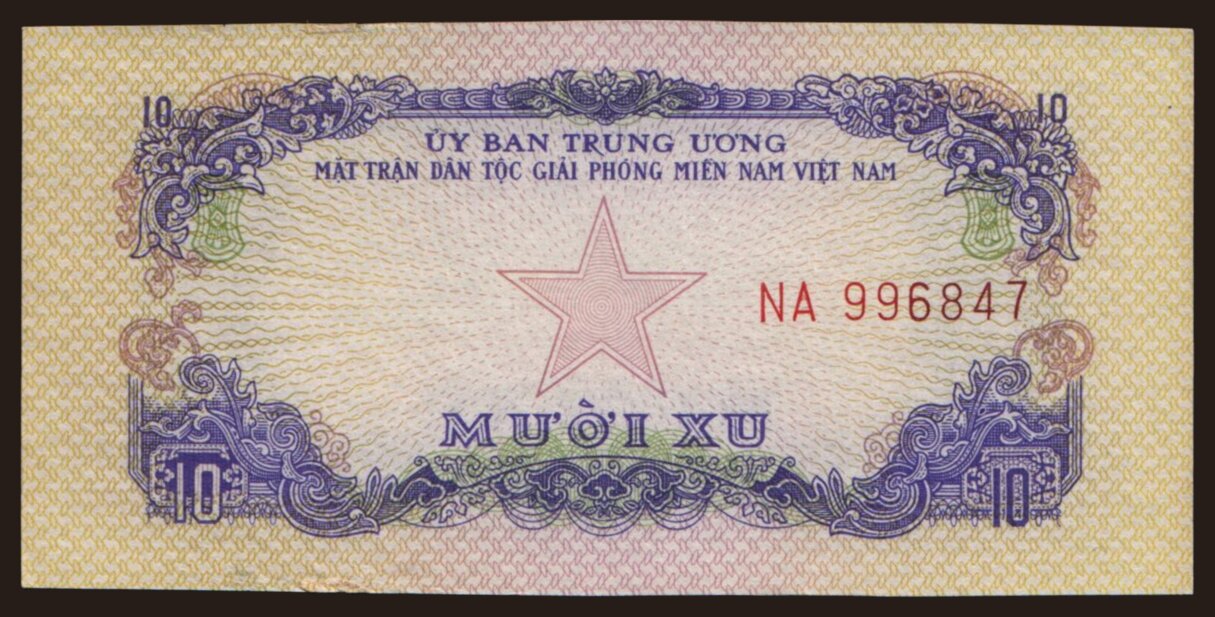 10 10
ỦY BAN TRUNG ƯƠNG
MẶT TRẬN DÂN TỘC GIẢI PHÓNG MIỀN NAM VIỆT NAM
NA 996847
MƯỜI XU
10 10